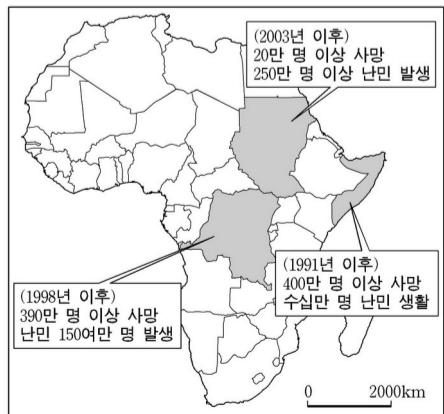 (2003년 이후)
20만 명 이상 사망
250만 명 이상 난민 발생
(1991년 이후)
400만 명 이상 사망
수십만 명 난민 생활
(1998년 이후)
390만 명 이상 사망
난민 150여만 명 발생
0 2000km